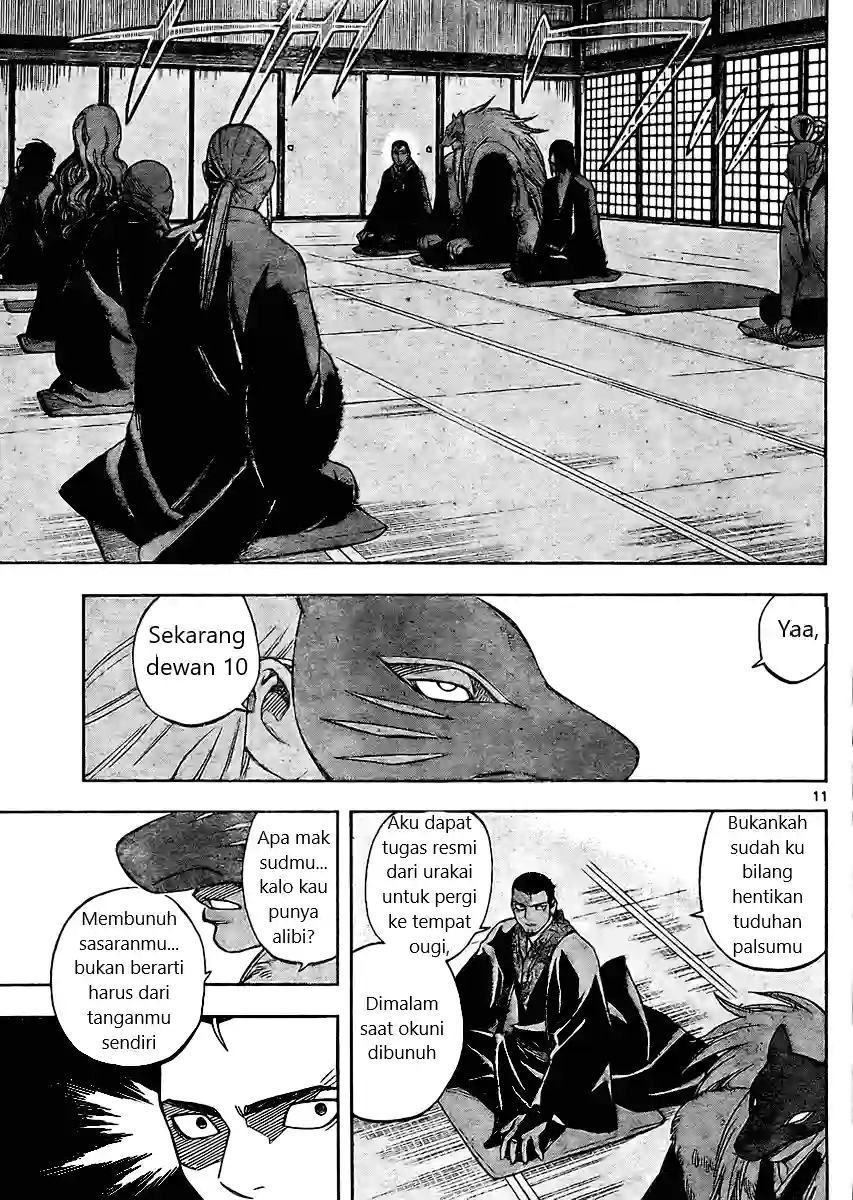 Yaa,
Sekarang
dewan 10
11
Bukankah
sudah ku
bilang
hentikan
tuduhan
palsumu
Aku dapat
tugas resmi
dari urakai
untuk pergi
ke tempat
ougi,
Dimalam
saat okuni
dibunuh
Apa mak
sudmu...
kalo kau
punya
alibi?
Membunuh
sasaranmu...
bukan berarti
harus dari
tanganmu
sendiri